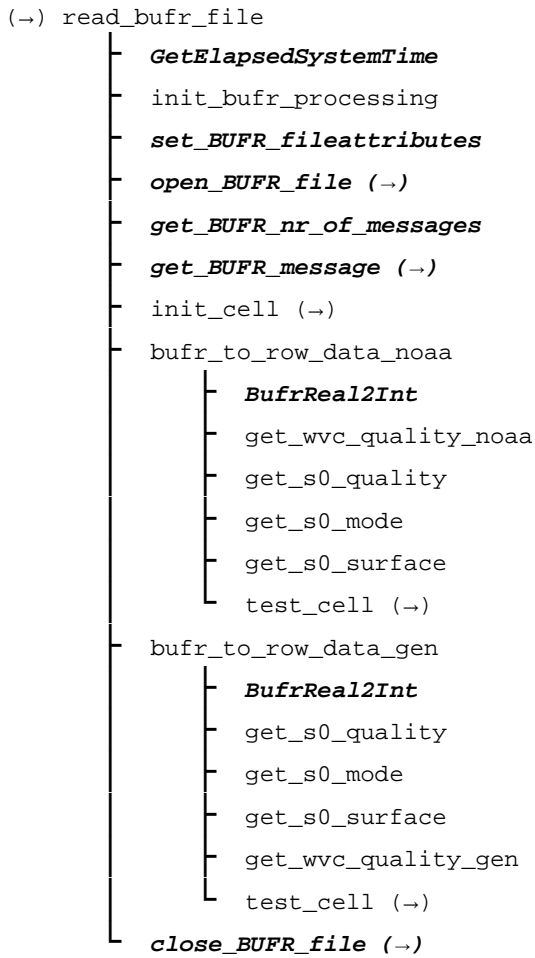 (→) read_bufr_file
GetElapsedSystemTime
init_bufr_processing
set_BUFR_fileattributes
open_BUFR_file (→)
get_BUFR_nr_of_messages
get_BUFR_message (→)
init_cell (→)
bufr_to_row_data_noaa
BufrReal2Int
get_wvc_quality_noaa
get_s0_quality
get_s0_mode
get_s0_surface
test_cell (→)
bufr_to_row_data_gen
BufrReal2Int
get_s0_quality
get_s0_mode
get_s0_surface
get_wvc_quality_gen
test_cell (→)
close_BUFR_file (→)